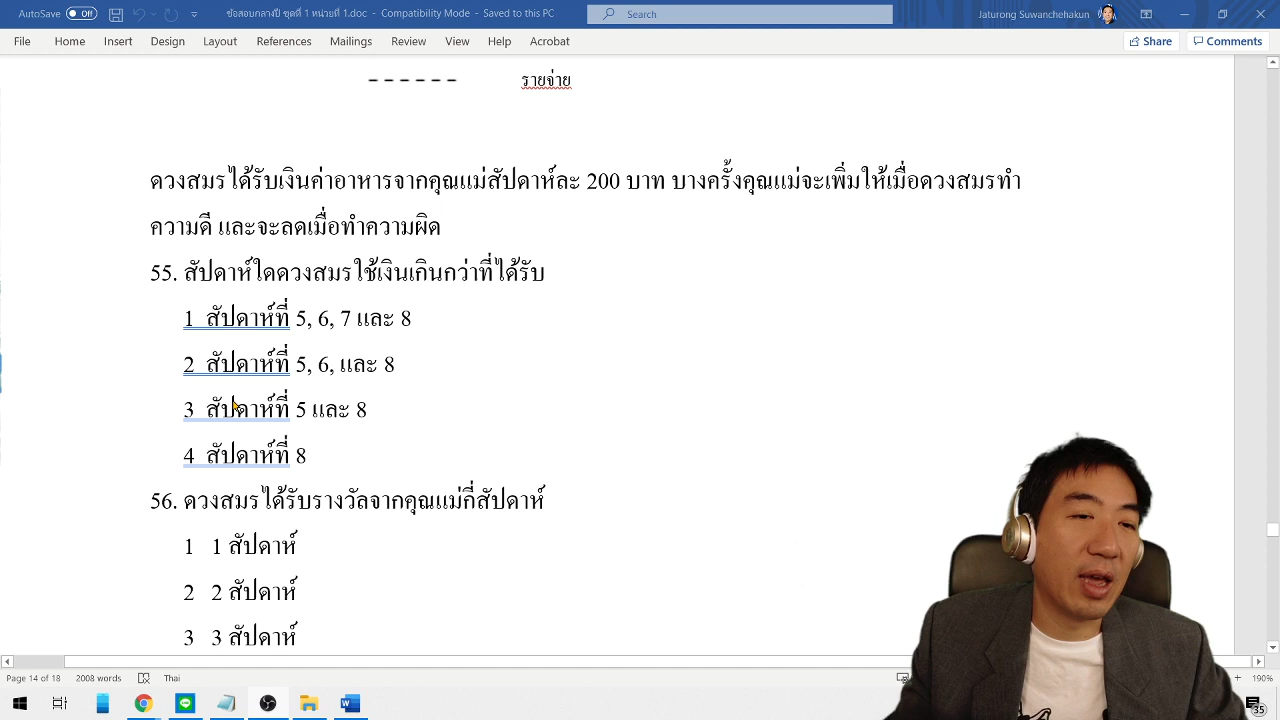 AutoSave Off ข้อสอบกลางปี ชุดที่ 1 หน่วยที่ 1.doc - Compatibility Mode - Saved to this PC Search Jaturong Suwanchehakun
File Home Insert Design Layout References Mailings Review View Help Acrobat Share Comments
------ รายจ่าย
ดวงสมรได้รับเงินค่าอาหารจากคุณแม่สัปดาห์ละ 200 บาท บางครั้งคุณแม่จะเพิ่มให้เมื่อดวงสมรทำ
ความดี และจะลดเมื่อทำความผิด
55. สัปดาห์ใดดวงสมรใช้เงินเกินกว่าที่ได้รับ
1 สัปดาห์ที่ 5, 6, 7 และ 8
2 สัปดาห์ที่ 5, 6, และ 8
3 สัปดาห์ที่ 5 และ 8
4 สัปดาห์ที่ 8
56. ดวงสมรได้รับรางวัลจากคุณแม่กี่สัปดาห์
1 1 สัปดาห์
2 2 สัปดาห์
3 3 สัปดาห์
Page 14 of 18 2008 words Thai 190%
35